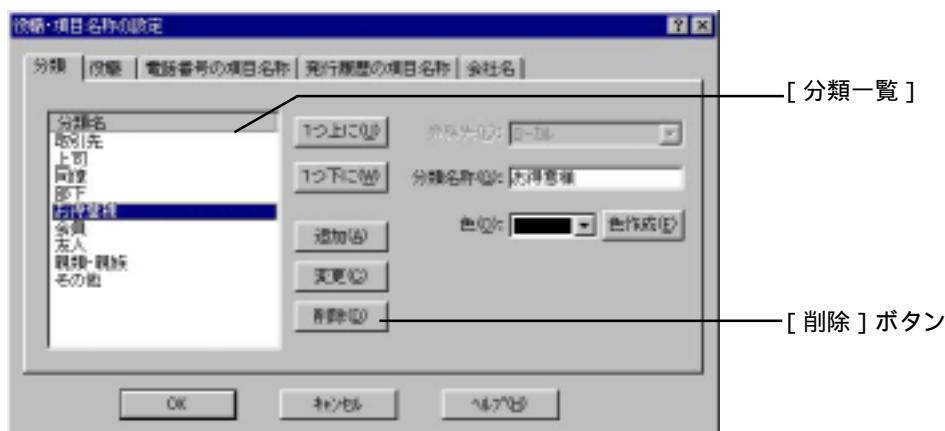 役職・項目名称の設定
分類 役職 電話番号の項目名称 発行履歴の項目名称 会社名
[ 分類一覧 ]
分類名
取引先
上司
同僚
部下
お得意様
会員
友人
親類・親族
その他
1つ上に(U)
1つ下に(W)
追加(A)
変更(C)
削除(D)
ローカル
分類名称(G): お得意様
色(O): 色作成(E)
[ 削除 ] ボタン
OK キャンセル ヘルプ(H)